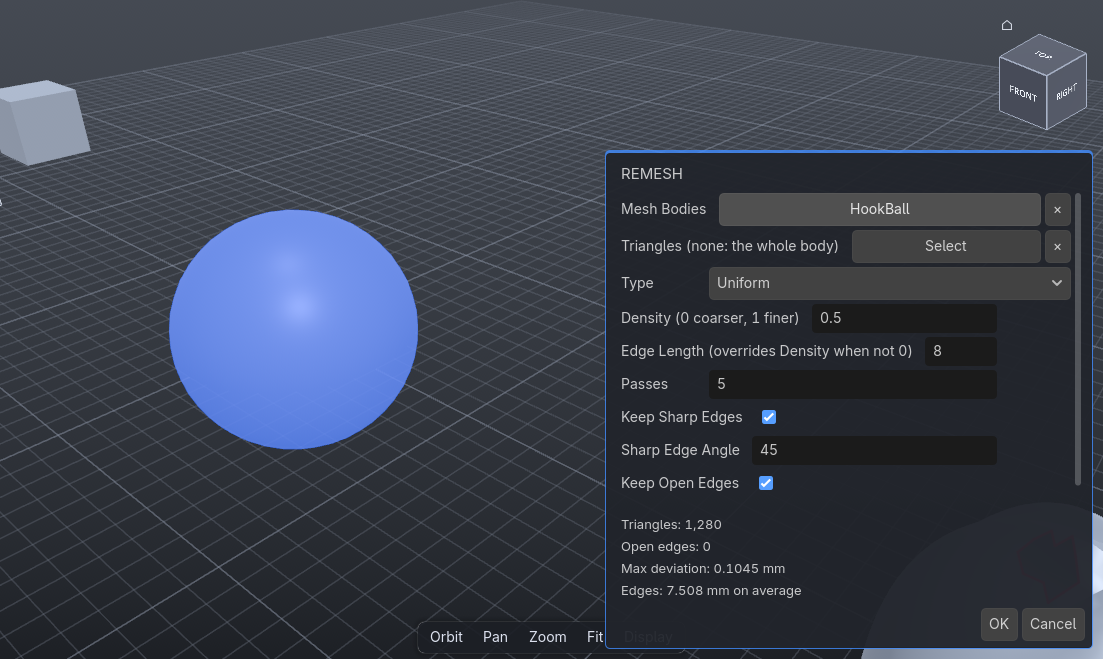 TOP
FRONT
RIGHT
REMESH
Mesh Bodies HookBall ×
Triangles (none: the whole body) Select ×
Type Uniform
Density (0 coarser, 1 finer) 0.5
Edge Length (overrides Density when not 0) 8
Passes 5
Keep Sharp Edges
Sharp Edge Angle 45
Keep Open Edges
Triangles: 1,280
Open edges: 0
Max deviation: 0.1045 mm
Edges: 7.508 mm on average
OK Cancel
Orbit Pan Zoom Fit Display